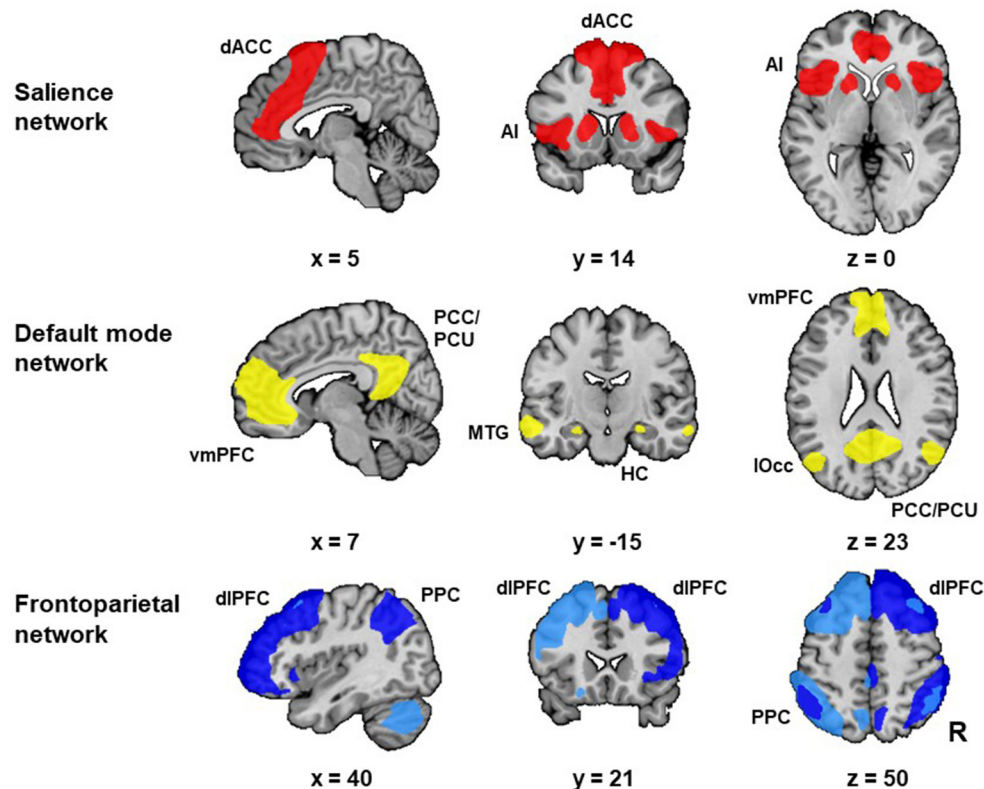 dACC
dACC
Salience
network
AI
AI
x = 5
y = 14
z = 0
vmPFC
Default mode
network
PCC/
PCU
MTG
vmPFC
HC
lOcc
PCC/PCU
x = 7
y = -15
z = 23
Frontoparietal
network
dlPFC
PPC
dlPFC
dlPFC
dlPFC
PPC
R
x = 40
y = 21
z = 50